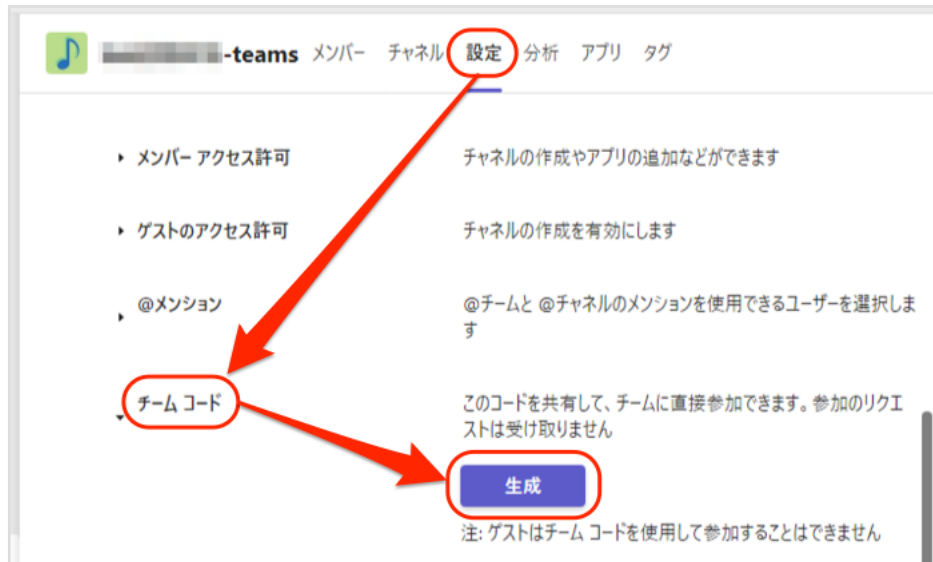 -teams メンバー チャネル 設定 分析 アプリ タグ
メンバー アクセス許可 チャネルの作成やアプリの追加などができます
ゲストのアクセス許可 チャネルの作成を有効にします
@メンション @チームと @チャネルのメンションを使用できるユーザーを選択しま
す
チーム コード このコードを共有して、チームに直接参加できます。参加のリクエ
ストは受け取りません
生成
注: ゲストはチーム コードを使用して参加することはできません